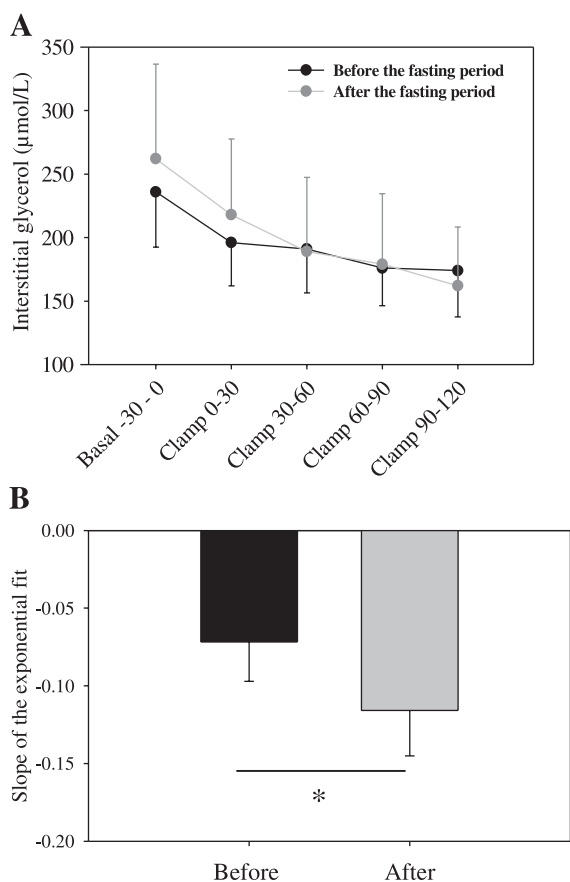 A
Interstitial glycerol (µmol/L)
350
300
250
200
150
100
Before the fasting period
After the fasting period
Basal -30 - 0
Clamp 0-30
Clamp 30-60
Clamp 60-90
Clamp 90-120
B
Slope of the exponential fit
0.00
-0.05
-0.10
-0.15
-0.20
*
Before
After